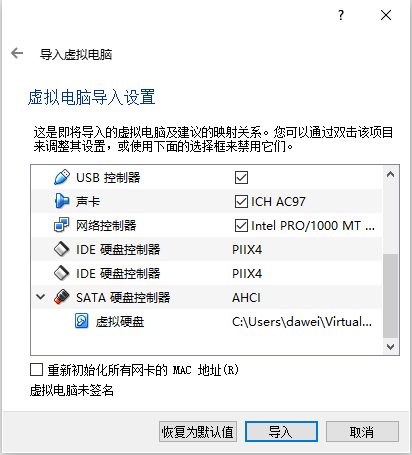 ?
导入虚拟电脑
虚拟电脑导入设置
这是即将导入的虚拟电脑及建议的映射关系。您可以通过双击该项目
来调整其设置，或使用下面的选择框来禁用它们。
USB 控制器
声卡 ICH AC97
网络控制器 Intel PRO/1000 MT ...
IDE 硬盘控制器 PIIX4
IDE 硬盘控制器 PIIX4
SATA 硬盘控制器 AHCI
虚拟硬盘 C:\Users\dawei\Virtual...
重新初始化所有网卡的 MAC 地址(R)
虚拟电脑未签名
恢复为默认值 导入 取消